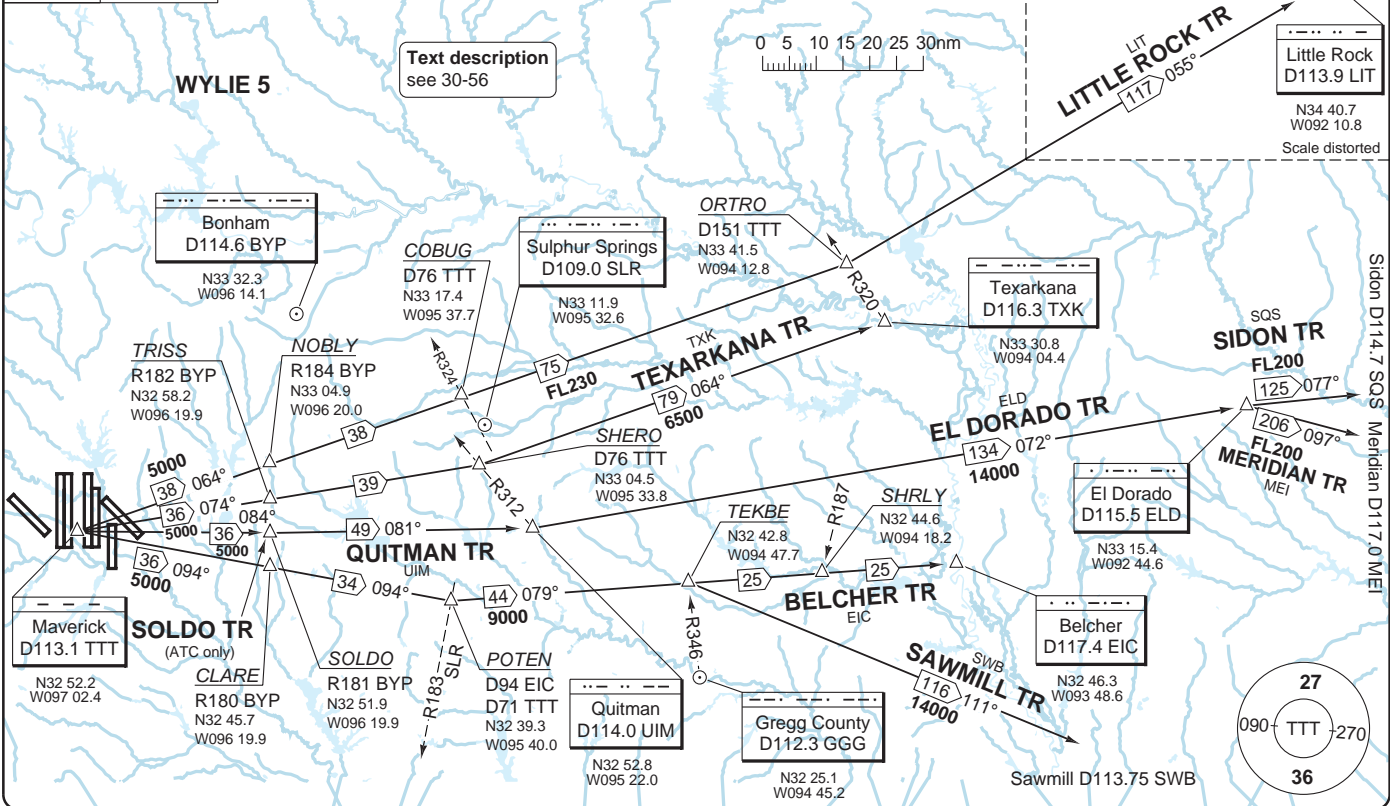 WYLIE 5
Text description
see 30-56
0 5 10 15 20 25 30nm
LIT
LITTLE ROCK TR
117 055°
Little Rock
D113.9 LIT
N34 40.7
W092 10.8
Scale distorted
Bonham
D114.6 BYP
N33 32.3
W096 14.1
COBUG
D76 TTT
N33 17.4
W095 37.7
Sulphur Springs
D109.0 SLR
N33 11.9
W095 32.6
ORTRO
D151 TTT
N33 41.5
W094 12.8
R320
Texarkana
D116.3 TXK
N33 30.8
W094 04.4
TRISS
R182 BYP
N32 58.2
W096 19.9
NOBLY
R184 BYP
N33 04.9
W096 20.0
R324
75
FL230
TXK
TEXARKANA TR
79 064°
6500
SQS
SIDON TR
FL200
125 077°
206 097°
FL200
MERIDIAN TR
MEI
Sidon D114.7 SQS Meridian D117.0 MEI
38
5000
38 064°
39
36 074°
5000
36 084°
5000
36 094°
5000
49 081°
QUITMAN TR
UIM
34 094°
SHERO
D76 TTT
N33 04.5
W095 33.8
R312
ELD
EL DORADO TR
134 072°
14000
El Dorado
D115.5 ELD
N33 15.4
W092 44.6
TEKBE
N32 42.8
W094 47.7
R187
SHRLY
N32 44.6
W094 18.2
44 079°
9000
25
25
BELCHER TR
EIC
Belcher
D117.4 EIC
N32 46.3
W093 48.6
Maverick
D113.1 TTT
N32 52.2
W097 02.4
SOLDO TR
(ATC only)
CLARE
R180 BYP
N32 45.7
W096 19.9
SOLDO
R181 BYP
N32 51.9
W096 19.9
R183 SLR
POTEN
D94 EIC
D71 TTT
N32 39.3
W095 40.0
Quitman
D114.0 UIM
N32 52.8
W095 22.0
R346
Gregg County
D112.3 GGG
N32 25.1
W094 45.2
SWB
SAWMILL TR
116 111°
14000
Sawmill D113.75 SWB
27
090 TTT 270
36